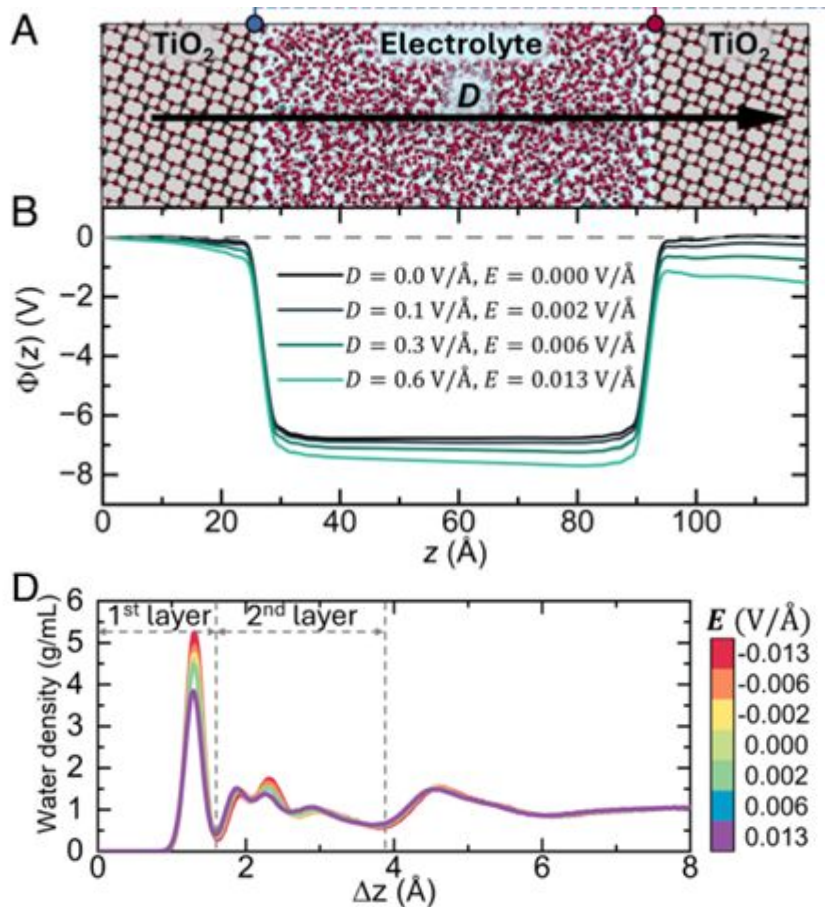 A
TiO₂ Electrolyte TiO₂
D
B
Φ(z) (V)
0
−2
−4
−6
−8
D = 0.0 V/Å, E = 0.000 V/Å
D = 0.1 V/Å, E = 0.002 V/Å
D = 0.3 V/Å, E = 0.006 V/Å
D = 0.6 V/Å, E = 0.013 V/Å
0 20 40 60 80 100
z (Å)
D
Water density (g/mL)
6
5
4
3
2
1
0
1st layer 2nd layer
0 2 4 6 8
Δz (Å)
E (V/Å)
-0.013
-0.006
-0.002
0.000
0.002
0.006
0.013